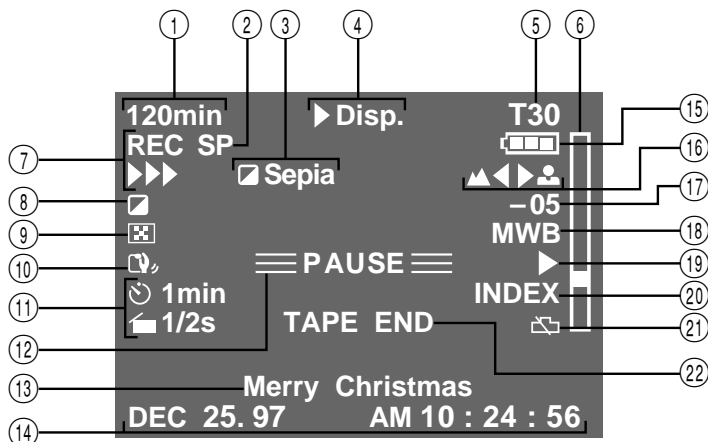 1 2 3 4 5 6
120min ▶Disp. T30
REC SP
▶▶▶ Sepia
7 15
16
8 –05 17
9 MWB 18
10 PAUSE ▶ 19
11 1min INDEX 20
1/2s TAPE END 21
12 22
13 Merry Christmas
14 DEC 25. 97 AM 10 : 24 : 56